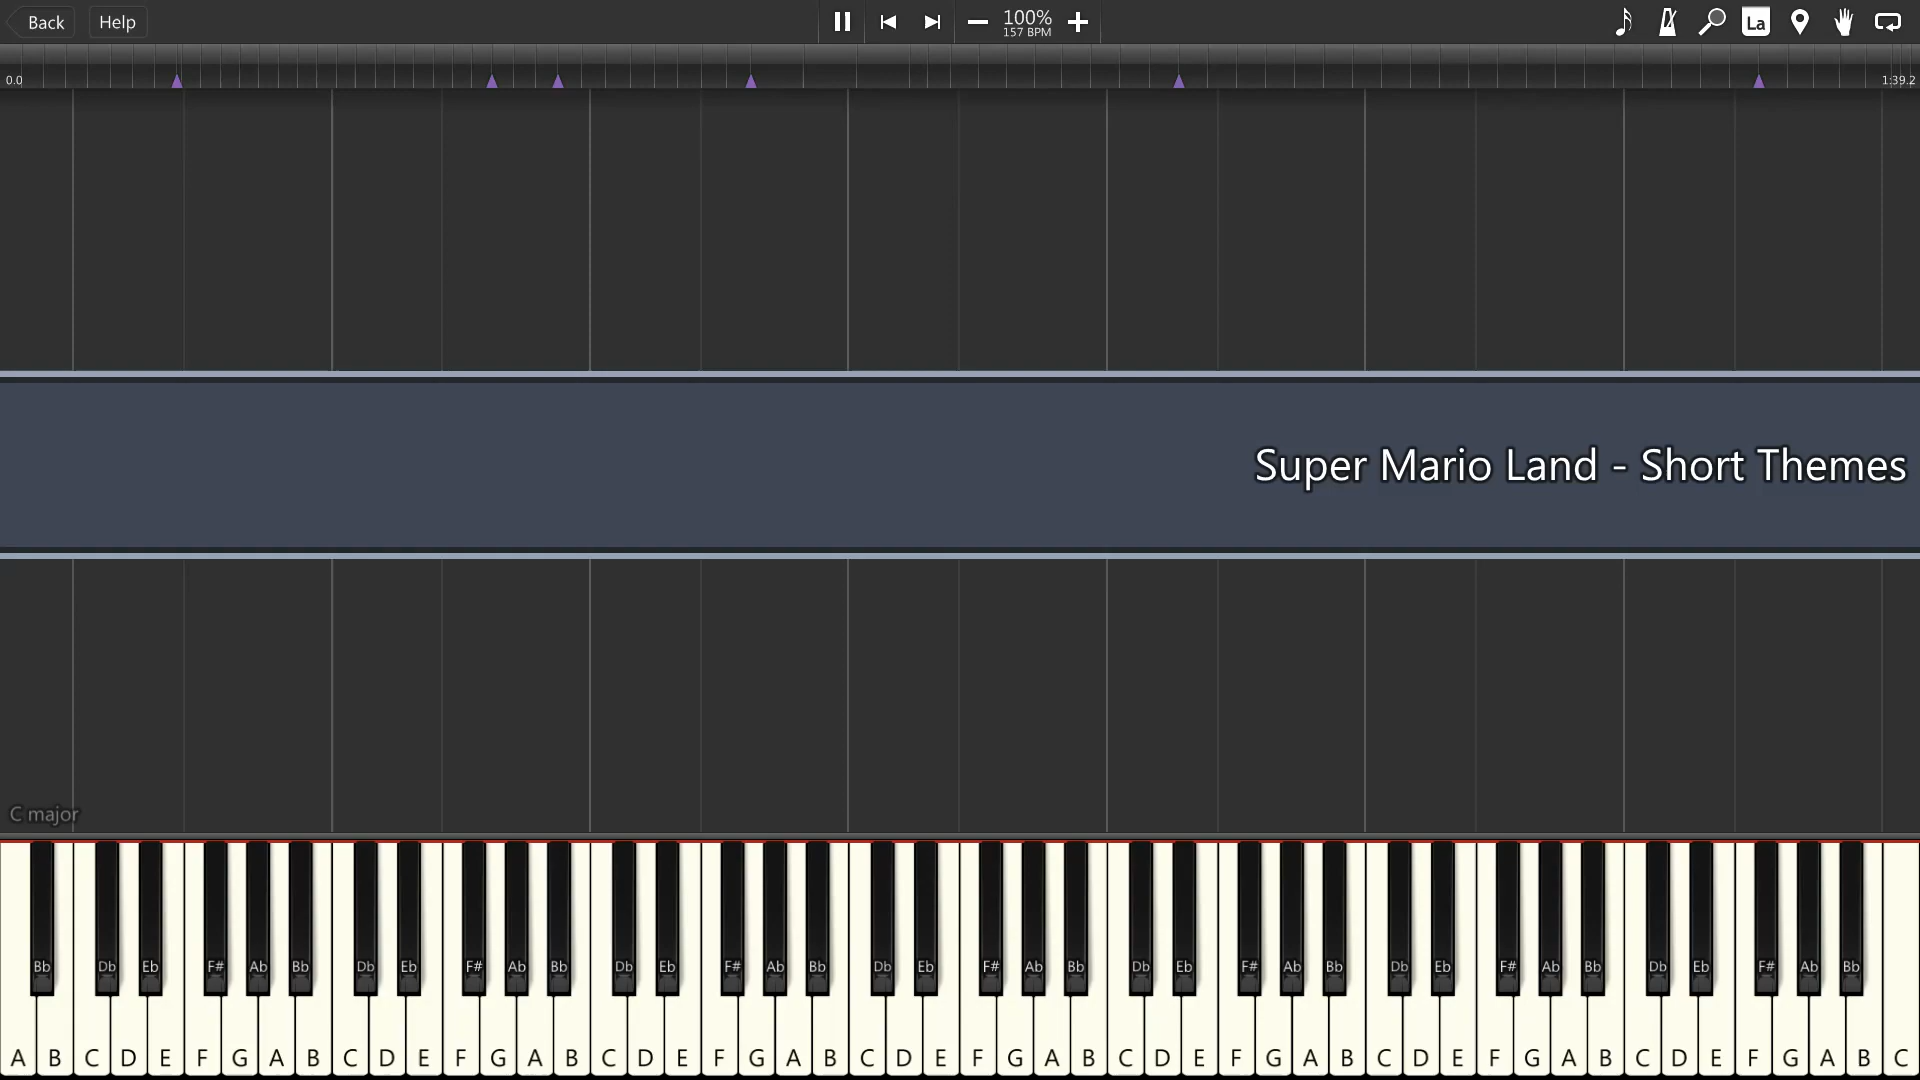 Back Help 100% La
157 BPM
0.0 1:39.2
Super Mario Land - Short Themes
C major
Bb Db Eb F# Ab Bb Db Eb F# Ab Bb Db Eb F# Ab Bb Db Eb F# Ab Bb Db Eb F# Ab Bb Db Eb F# Ab Bb Db Eb F# Ab Bb
A B C D E F G A B C D E F G A B C D E F G A B C D E F G A B C D E F G A B C D E F G A B C D E F G A B C